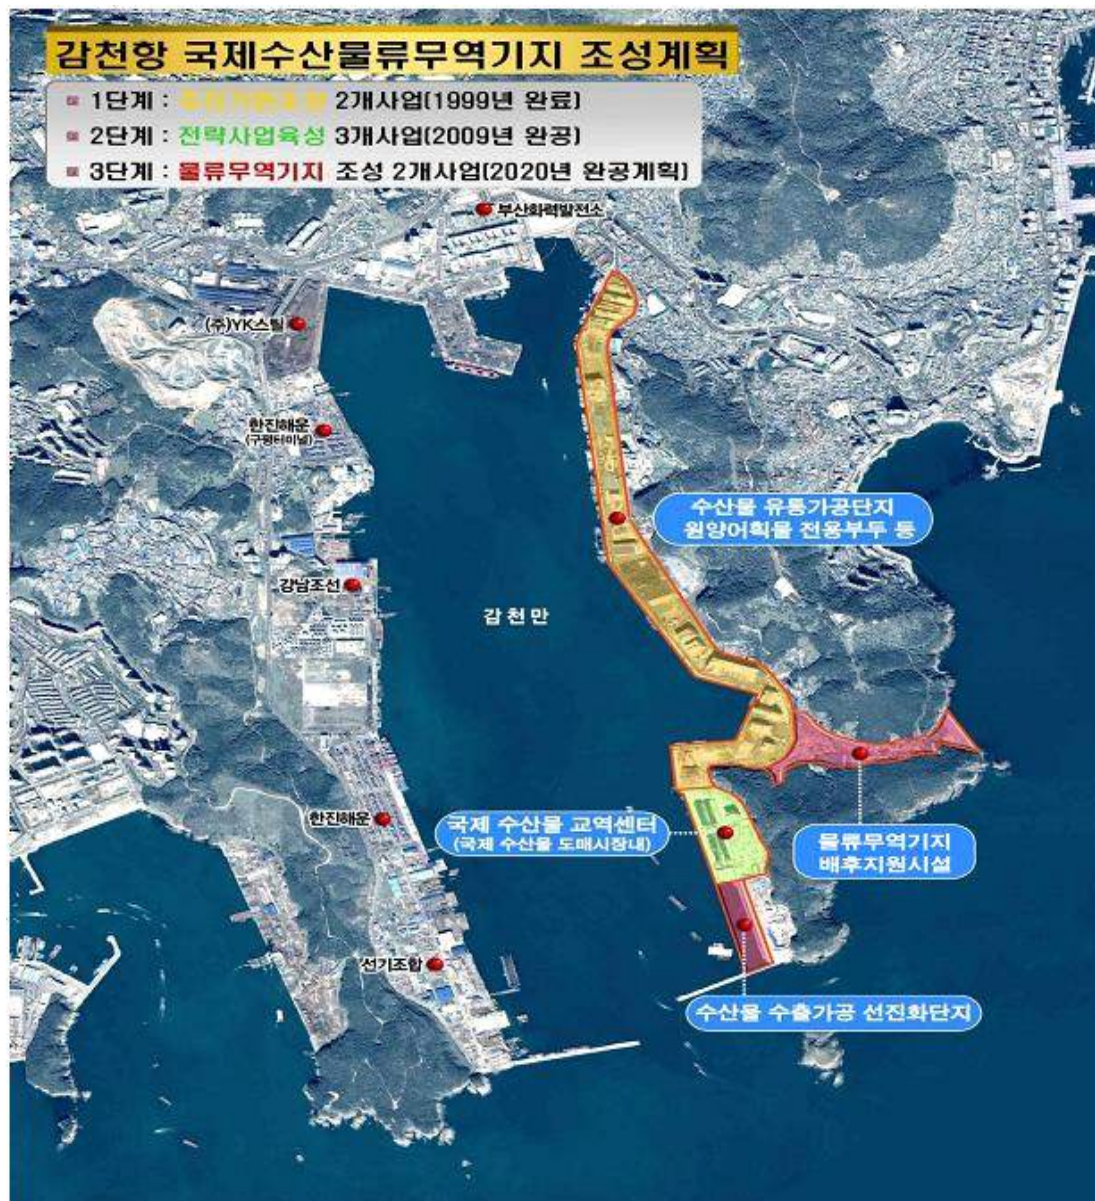 감천항 국제수산물류무역기지 조성계획
1단계 : 2개사업(1999년 완료)
2단계 : 전략사업육성 3개사업(2009년 완공)
3단계 : 물류무역기지 조성 2개사업(2020년 완공계획)
부산화력발전소
(주)YK스틸
한진해운
(구평터미널)
수산물 유통가공단지
원양어획물 전용부두 등
강남조선
감천만
한진해운
국제 수산물 교역센터
(국제 수산물 도매시장내)
물류무역기지
배후지원시설
선기조합
수산물 수출가공 선진화단지